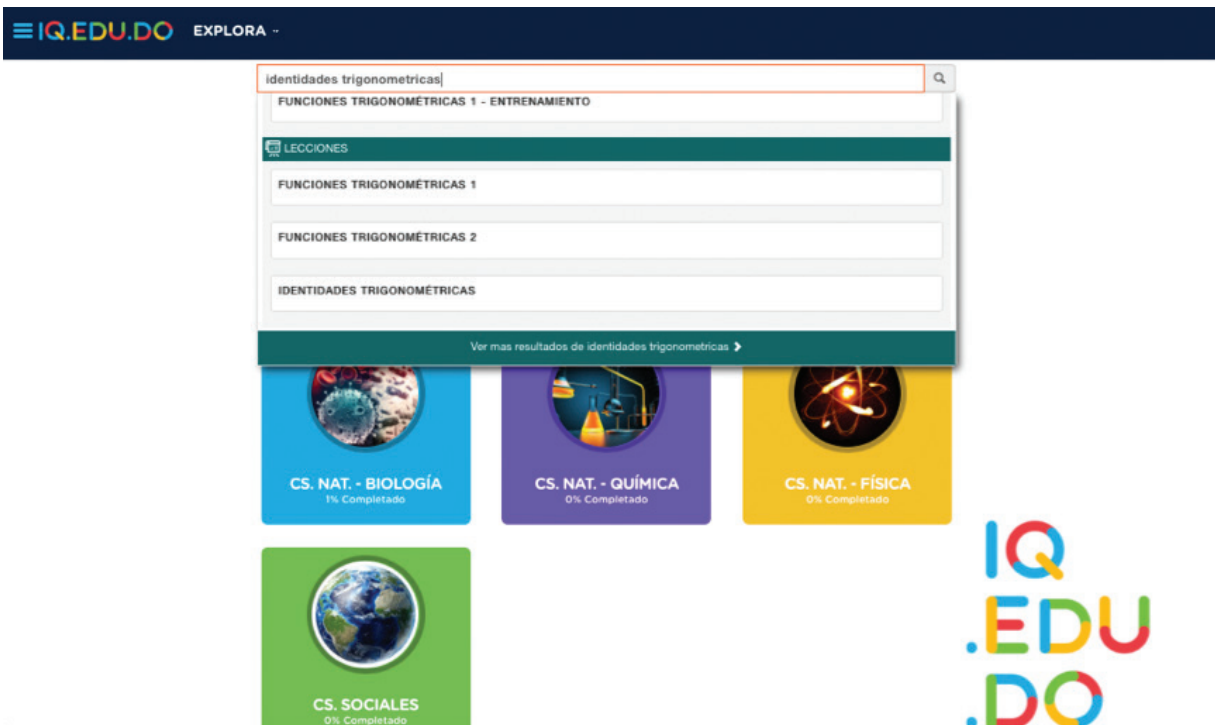 IQ.EDU.DO EXPLORA
identidades trigonometricas
FUNCIONES TRIGONOMÉTRICAS 1 - ENTRENAMIENTO
LECCIONES
FUNCIONES TRIGONOMÉTRICAS 1
FUNCIONES TRIGONOMÉTRICAS 2
IDENTIDADES TRIGONOMÉTRICAS
Ver mas resultados de identidades trigonometricas
CS. NAT. - BIOLOGÍA
1% Completado
CS. NAT. - QUÍMICA
0% Completado
CS. NAT. - FÍSICA
0% Completado
CS. SOCIALES
0% Completado
IQ
.EDU
.DO